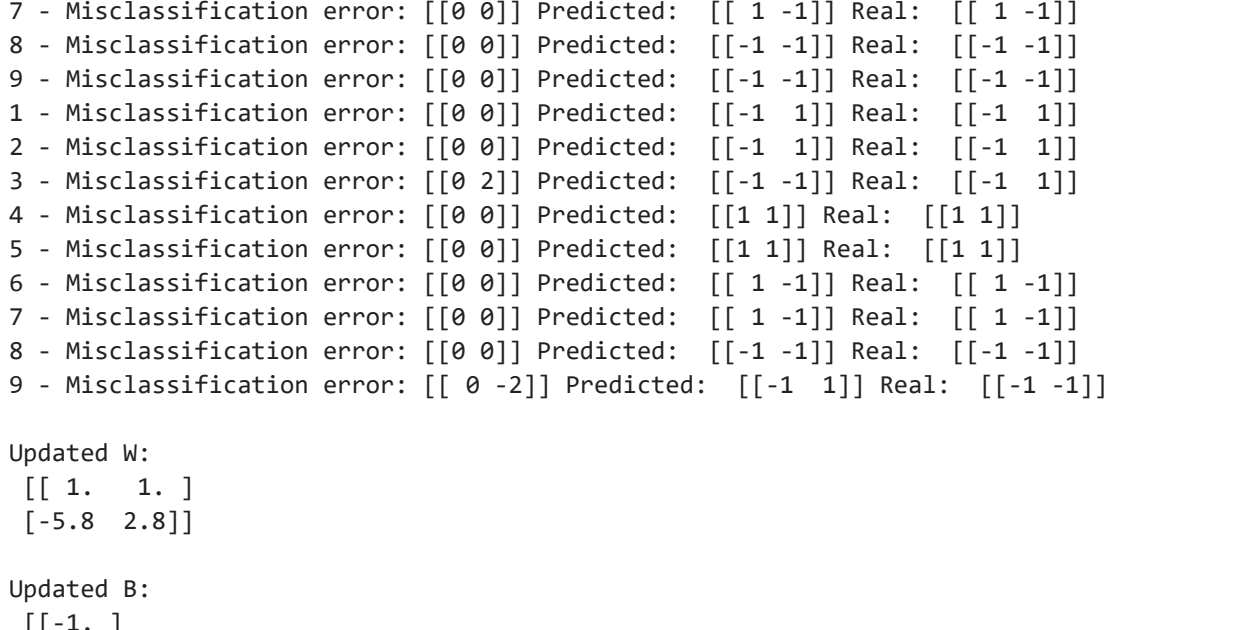 7 - Misclassification error: [[0 0]] Predicted:  [[ 1 -1]] Real:  [[ 1 -1]]
8 - Misclassification error: [[0 0]] Predicted:  [[-1 -1]] Real:  [[-1 -1]]
9 - Misclassification error: [[0 0]] Predicted:  [[-1 -1]] Real:  [[-1 -1]]
1 - Misclassification error: [[0 0]] Predicted:  [[-1  1]] Real:  [[-1  1]]
2 - Misclassification error: [[0 0]] Predicted:  [[-1  1]] Real:  [[-1  1]]
3 - Misclassification error: [[0 2]] Predicted:  [[-1 -1]] Real:  [[-1  1]]
4 - Misclassification error: [[0 0]] Predicted:  [[1 1]] Real:  [[1 1]]
5 - Misclassification error: [[0 0]] Predicted:  [[1 1]] Real:  [[1 1]]
6 - Misclassification error: [[0 0]] Predicted:  [[ 1 -1]] Real:  [[ 1 -1]]
7 - Misclassification error: [[0 0]] Predicted:  [[ 1 -1]] Real:  [[ 1 -1]]
8 - Misclassification error: [[0 0]] Predicted:  [[-1 -1]] Real:  [[-1 -1]]
9 - Misclassification error: [[ 0 -2]] Predicted:  [[-1  1]] Real:  [[-1 -1]]

Updated W:
 [[ 1.   1. ]
 [-5.8  2.8]]

Updated B:
 [[-1. ]